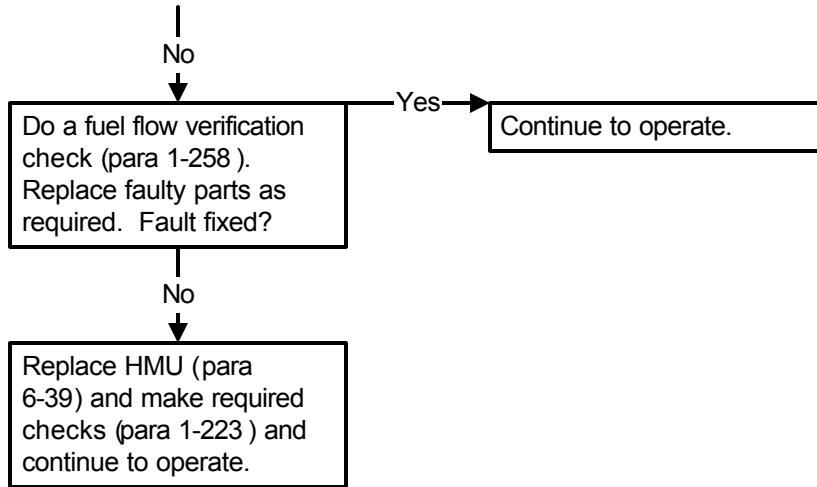 No
Do a fuel flow verification
check (para 1-258 ).
Replace faulty parts as
required.  Fault fixed?
Yes
Continue to operate.
No
Replace HMU (para
6-39) and make required
checks (para 1-223 ) and
continue to operate.